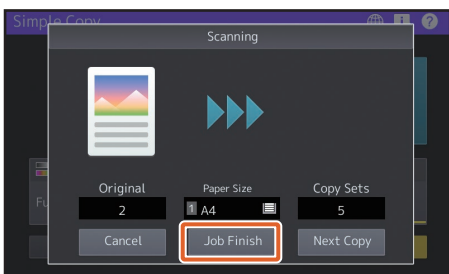 Simple Copy
Scanning
Original
Paper Size
Copy Sets
2
1 A4
5
Cancel
Job Finish
Next Copy